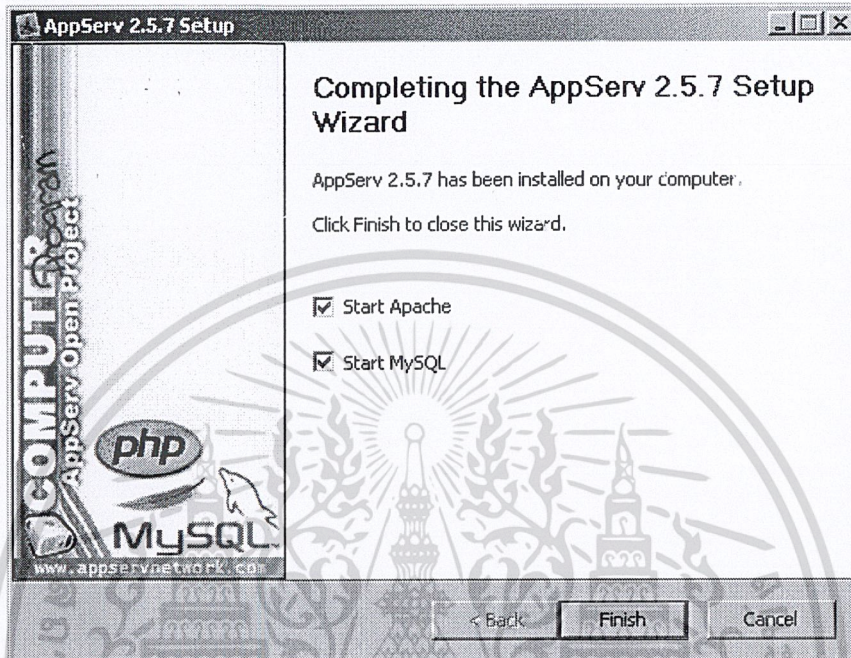 AppServ 2.5.7 Setup
Completing the AppServ 2.5.7 Setup
Wizard
AppServ 2.5.7 has been installed on your computer.
Click Finish to close this wizard.
Start Apache
Start MySQL
COMPUTER
Program
AppServ Open Project
php
MySQL
www.appservnetwork.com
< Back
Finish
Cancel